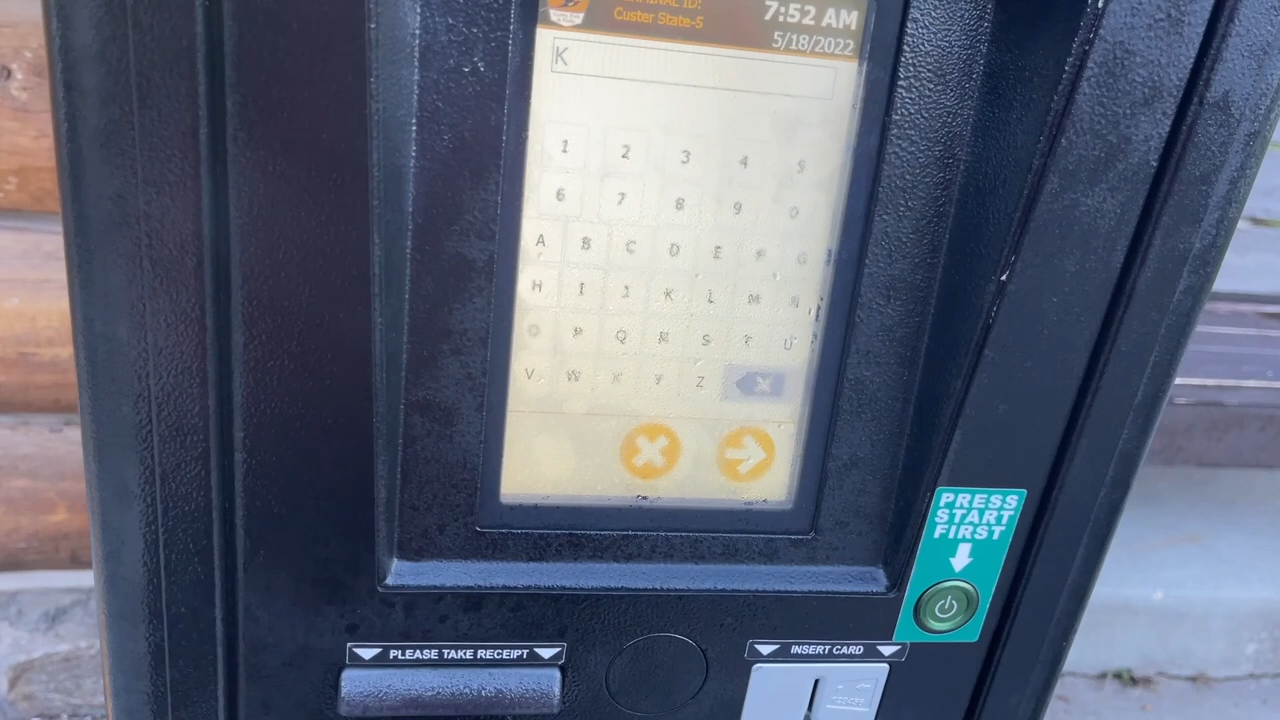 Custer State-5
7:52 AM
5/18/2022
K
1 2 3 4 5
6 7 8 9 0
A B C D E F G
H I J K L M N
O P Q R S T U
V W X Y Z X
PRESS
START
FIRST
PLEASE TAKE RECEIPT
INSERT CARD